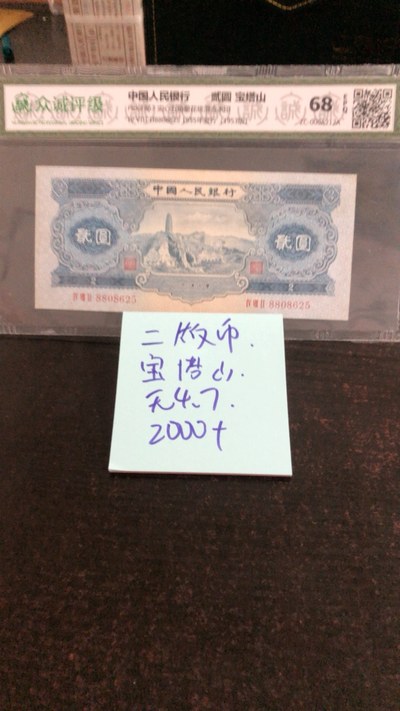 众诚评级
中国人民银行 贰圆 宝塔山
68
EPQ
中國人民銀行
貳圓
貳圓
8808625
8808625
二版币.
宝塔山.
无4.7.
2000+